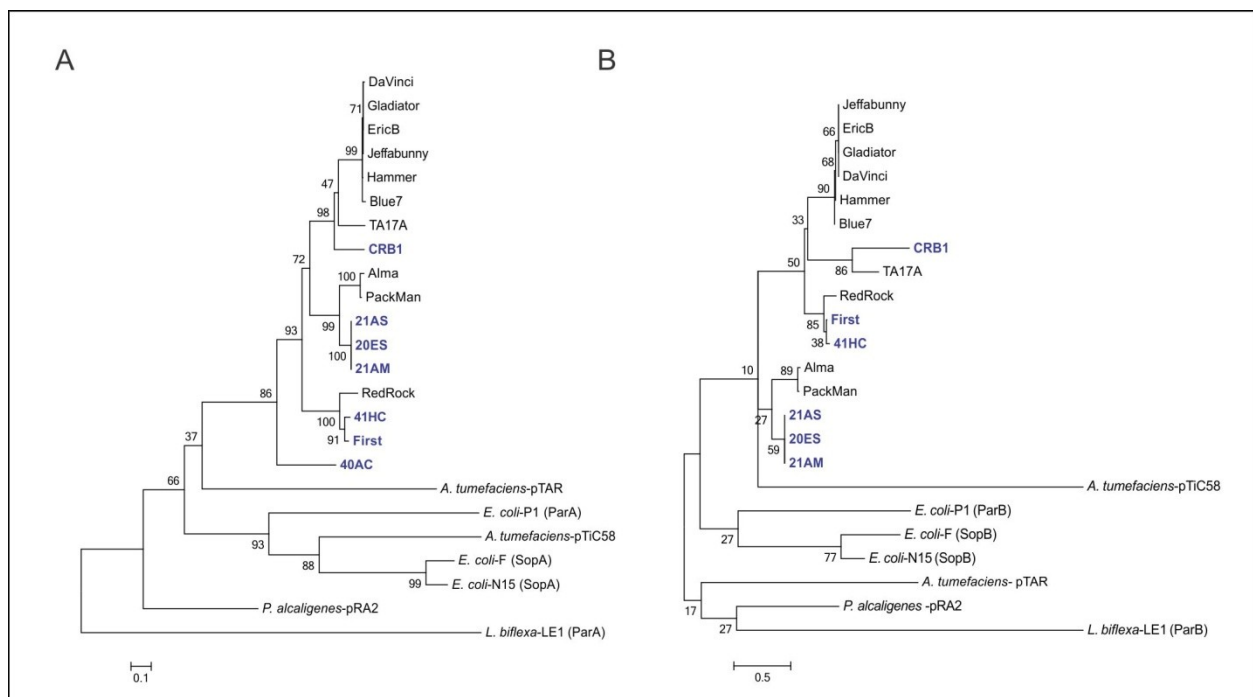 A
DaVinci
71
Gladiator
EricB
99
Jeffabunny
Hammer
47
Blue7
98
TA17A
CRB1
72
100
Alma
PackMan
99
21AS
93
20ES
100
21AM
86
RedRock
100
41HC
91
First
37
40AC
66
A. tumefaciens-pTAR
E. coli-P1 (ParA)
93
A. tumefaciens-pTiC58
88
E. coli-F (SopA)
99
E. coli-N15 (SopA)
P. alcaligenes-pRA2
L. biflexa-LE1 (ParA)
0.1
B
Jeffabunny
66
EricB
Gladiator
68
DaVinci
90
Hammer
33
Blue7
CRB1
50
86
TA17A
RedRock
85
First
38
41HC
10
89
Alma
PackMan
27
21AS
20ES
59
21AM
A. tumefaciens-pTiC58
E. coli-P1 (ParB)
27
E. coli-F (SopB)
77
E. coli-N15 (SopB)
A. tumefaciens- pTAR
17
P. alcaligenes -pRA2
27
L. biflexa-LE1 (ParB)
0.5